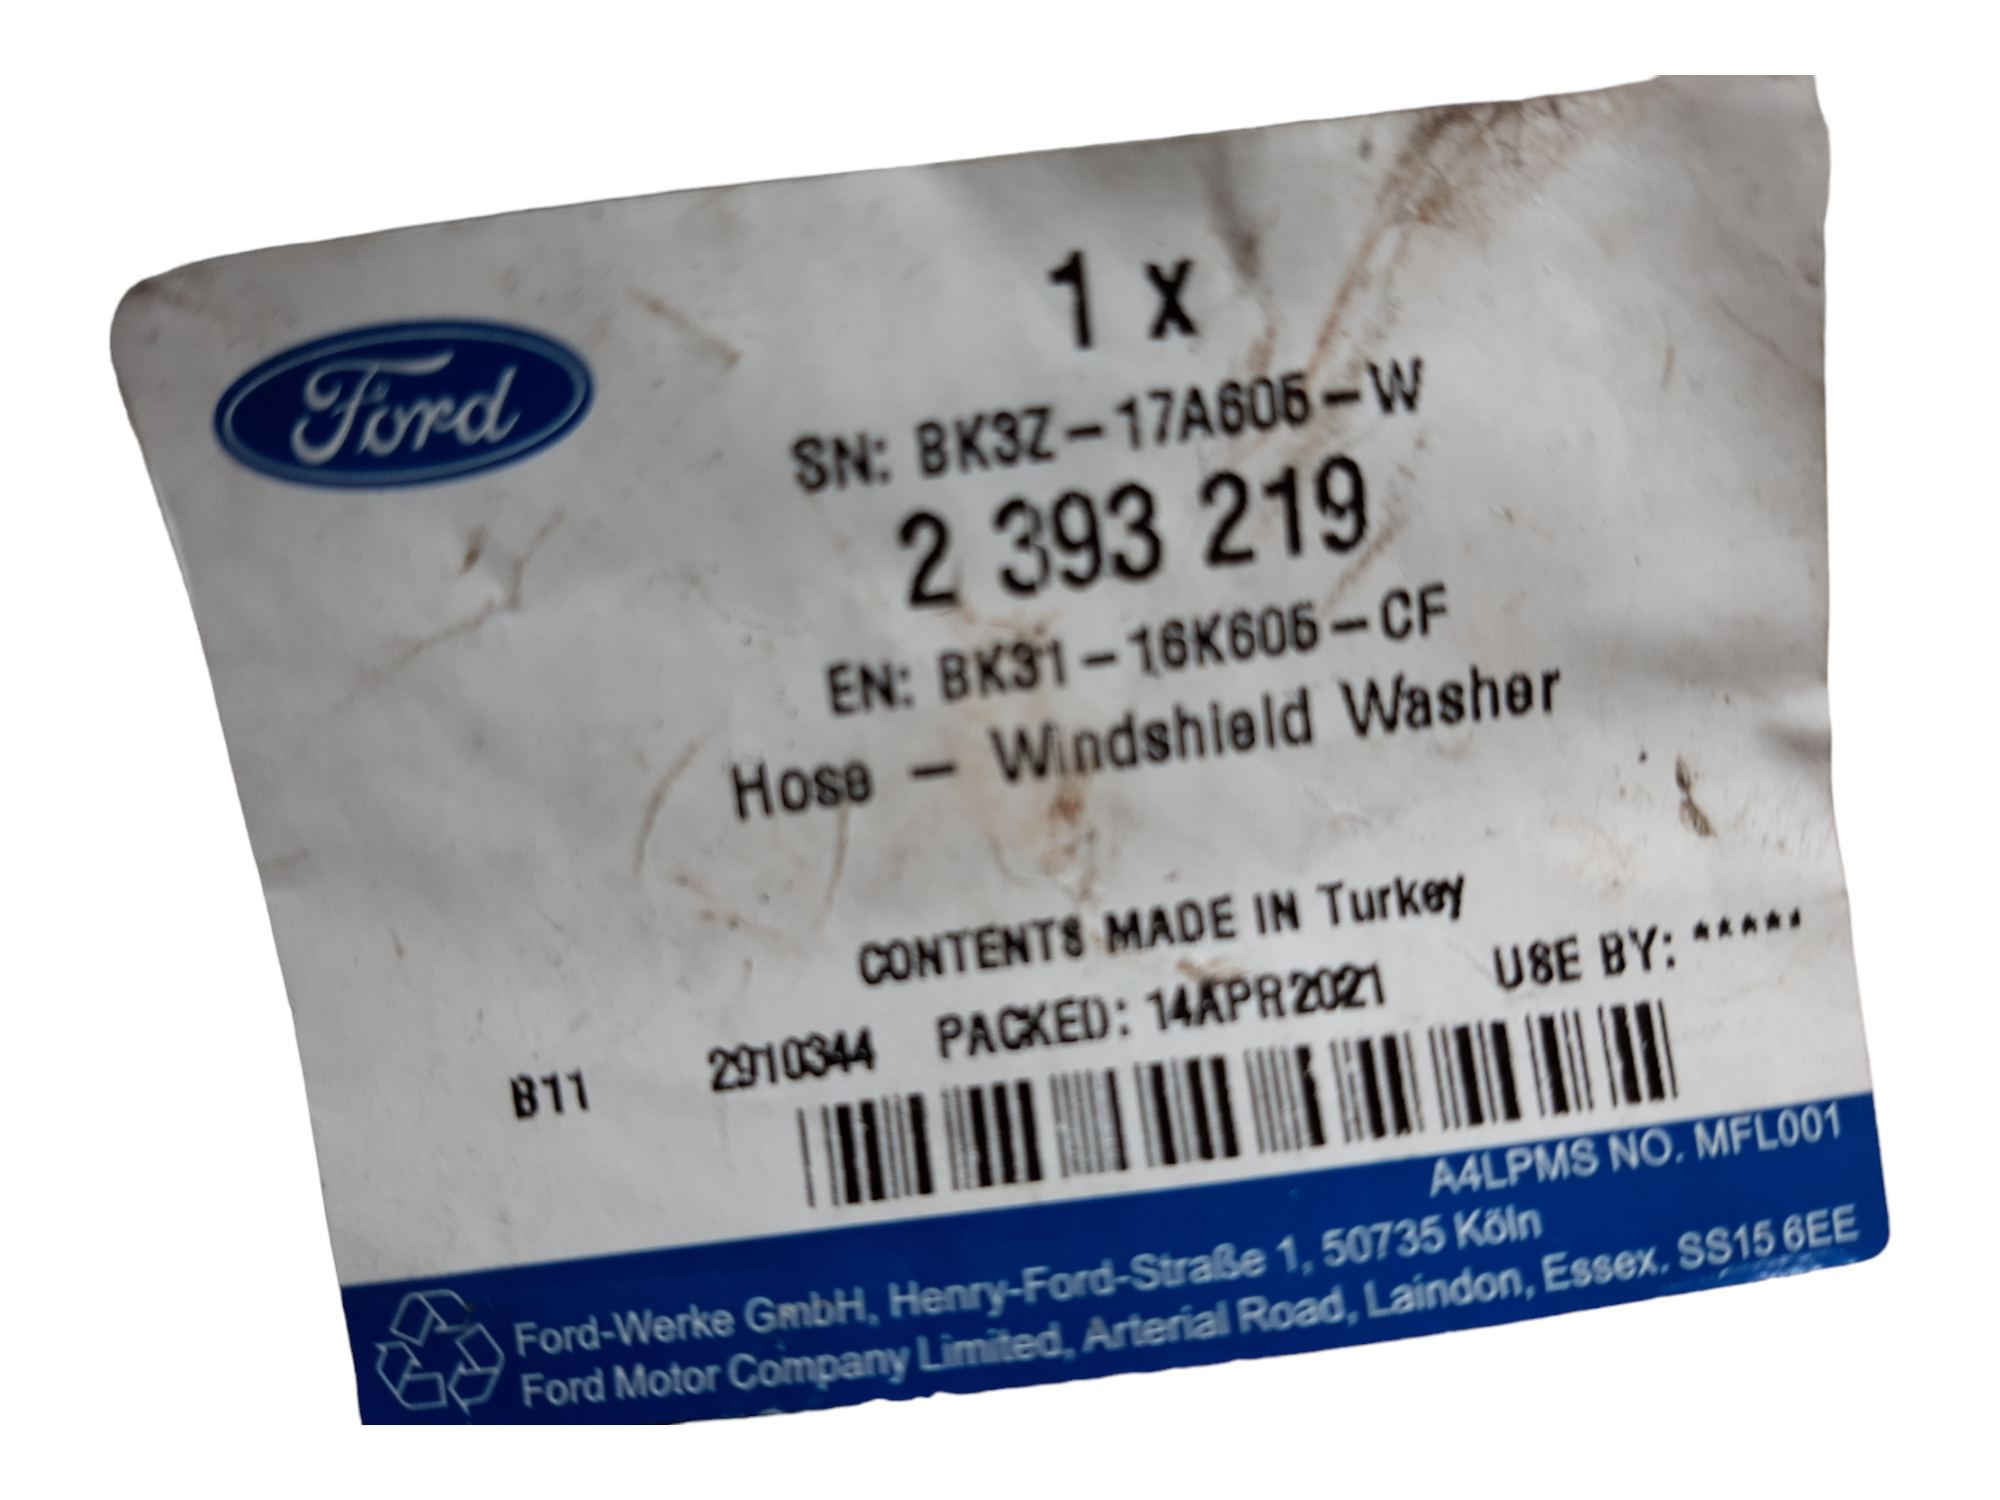 Ford
1 x
SN: BK3Z-17A605-W
2 393 219
EN: BK31-16K605-CF
Hose - Windshield Washer
CONTENTS MADE IN Turkey
B11 2910344 PACKED: 14APR2021 USE BY: *****
A4LPMS NO. MFL001
Ford-Werke GmbH, Henry-Ford-Straße 1, 50735 Köln
Ford Motor Company Limited, Arterial Road, Laindon, Essex. SS15 6EE